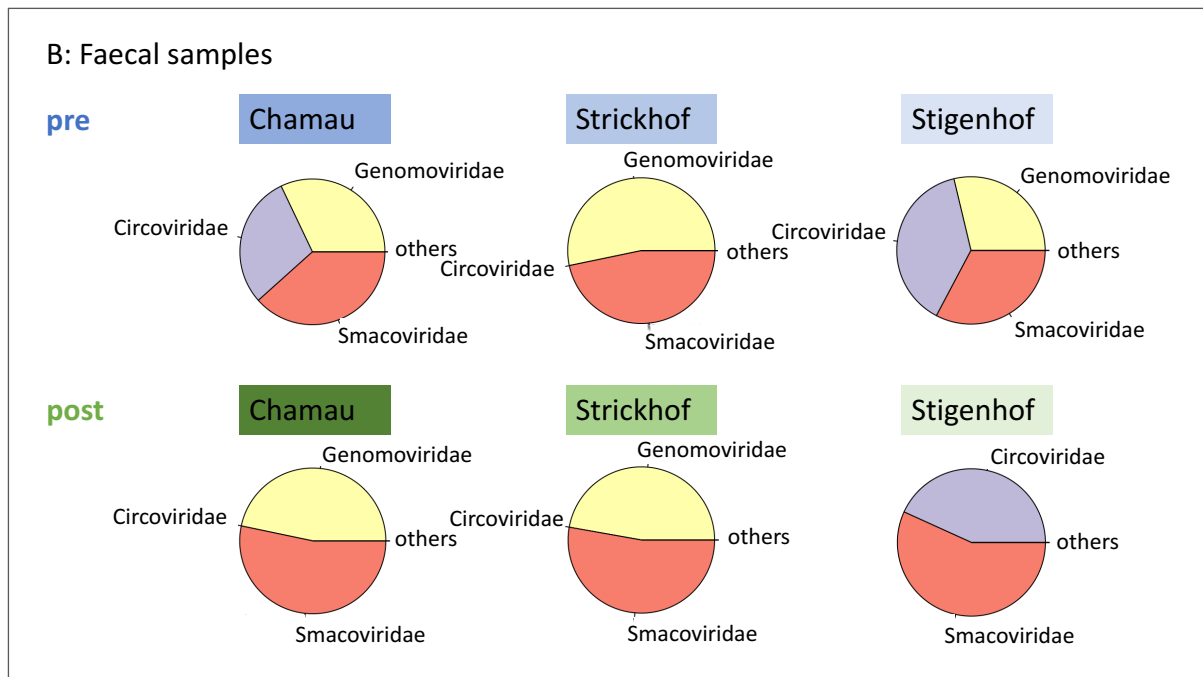 B: Faecal samples
pre
Chamau
Strickhof
Stigenhof
Genomoviridae
Circoviridae
others
Smacoviridae
Genomoviridae
Circoviridae
others
Smacoviridae
Genomoviridae
Circoviridae
others
Smacoviridae
post
Chamau
Strickhof
Stigenhof
Genomoviridae
Circoviridae
others
Smacoviridae
Genomoviridae
Circoviridae
others
Smacoviridae
Circoviridae
others
Smacoviridae